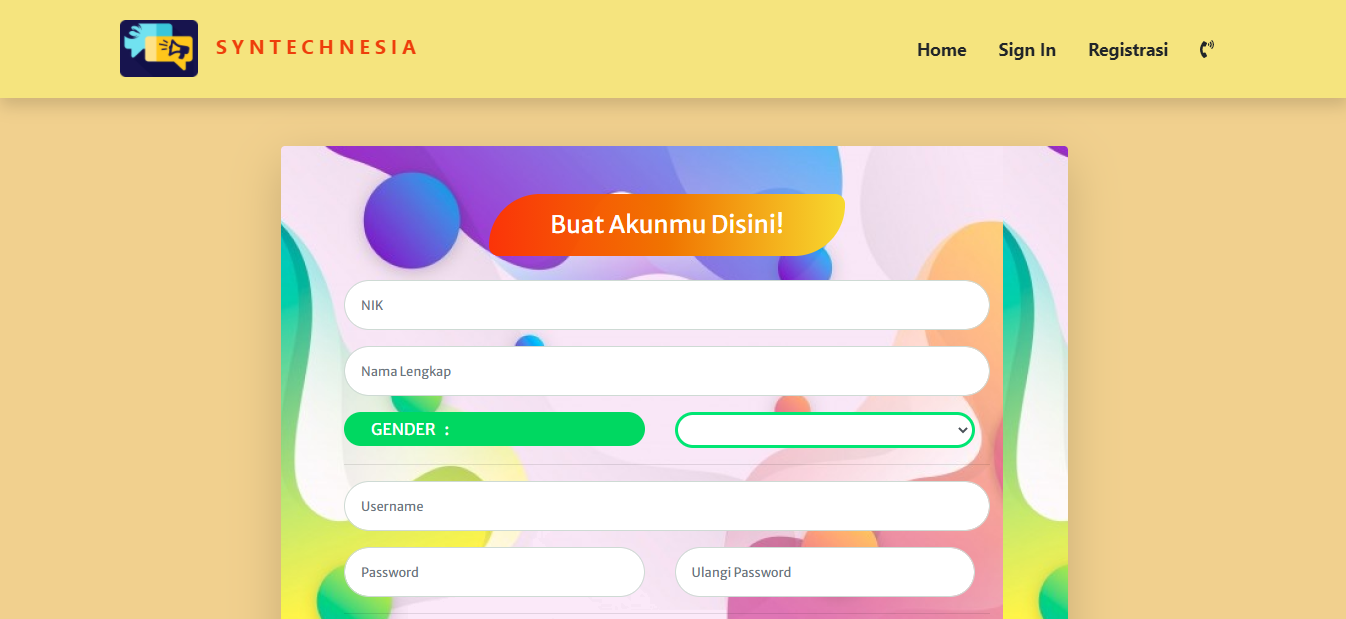 SYNTECHNESIA
Home Sign In Registrasi
Buat Akunmu Disini!
NIK
Nama Lengkap
GENDER :
Username
Password Ulangi Password